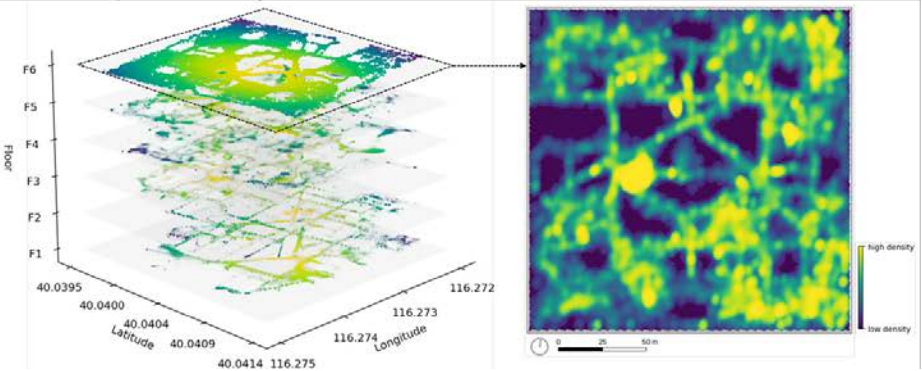 F6
F5
F4
F3
F2
F1
Floor
40.0395
40.0400
40.0404
40.0409
40.0414
Latitude
116.275
116.274
116.273
116.272
Longitude
high density
low density
0 25 50 m